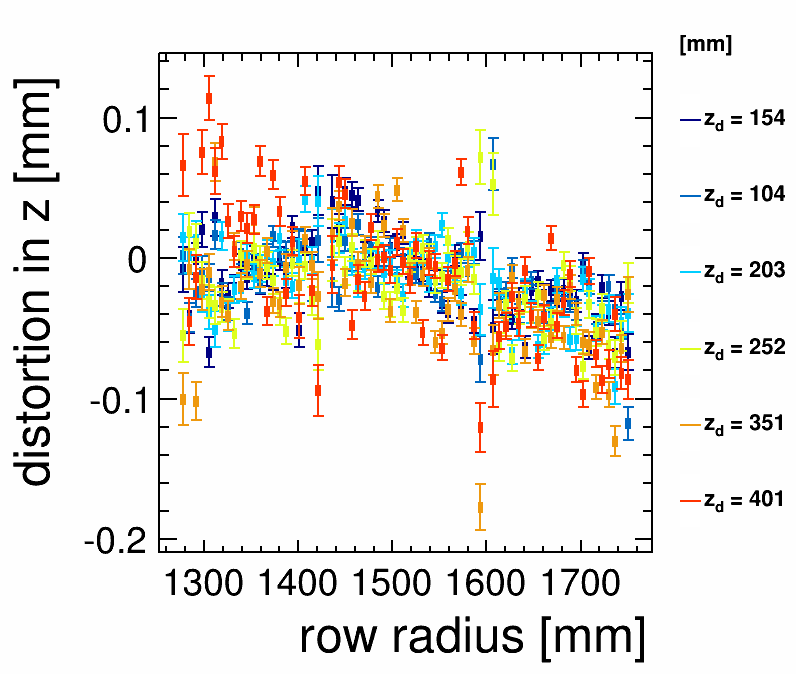 [mm]
distortion in z [mm]
0.1
0
-0.1
-0.2
1300 1400 1500 1600 1700
row radius [mm]
z_d = 154
z_d = 104
z_d = 203
z_d = 252
z_d = 351
z_d = 401